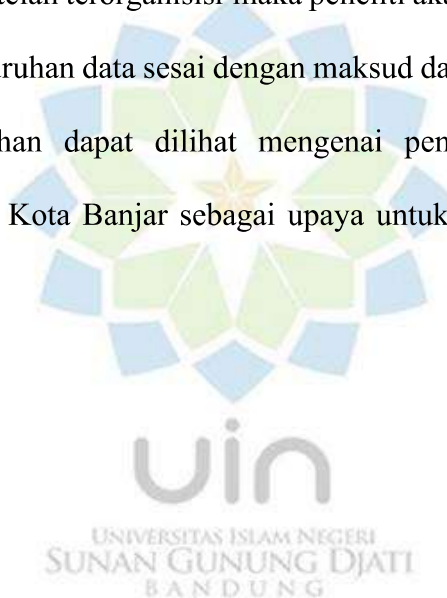 telah terorganisisi maka peneliti aka
ruhan data sesai dengan maksud da
han dapat dilihat mengenai pen
Kota Banjar sebagai upaya untuk
uin
UNIVERSITAS ISLAM NEGERI
SUNAN GUNUNG DJATI
BANDUNG